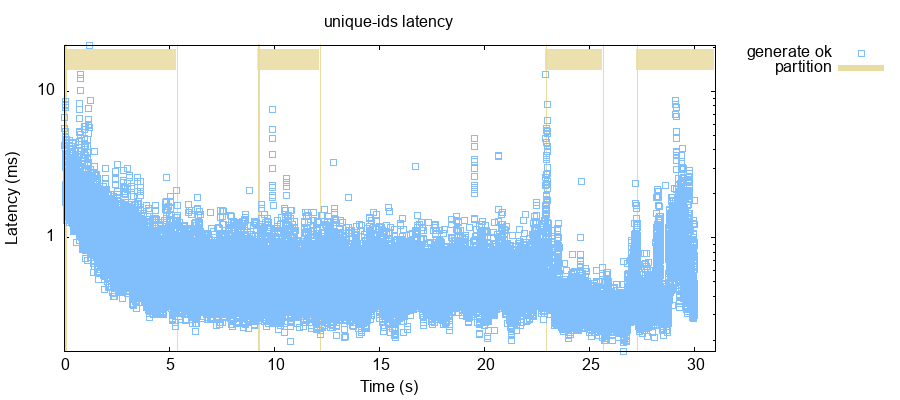 unique-ids latency
generate ok
partition
10
1
Latency (ms)
0 5 10 15 20 25 30
Time (s)